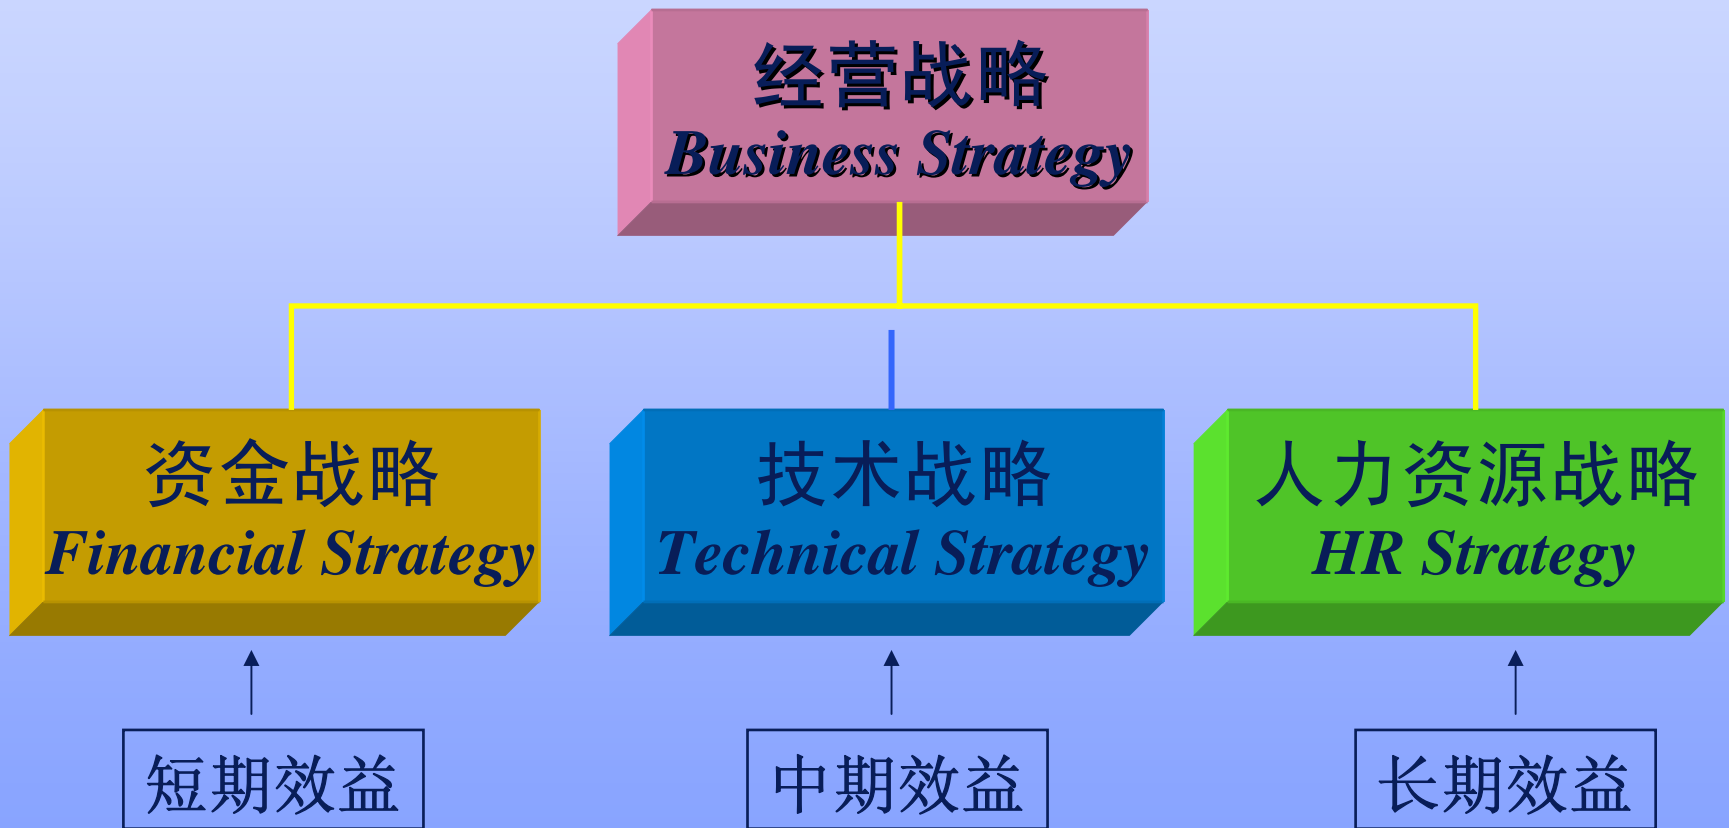 经营战略
Business Strategy
资金战略
Financial Strategy
技术战略
Technical Strategy
人力资源战略
HR Strategy
短期效益
中期效益
长期效益